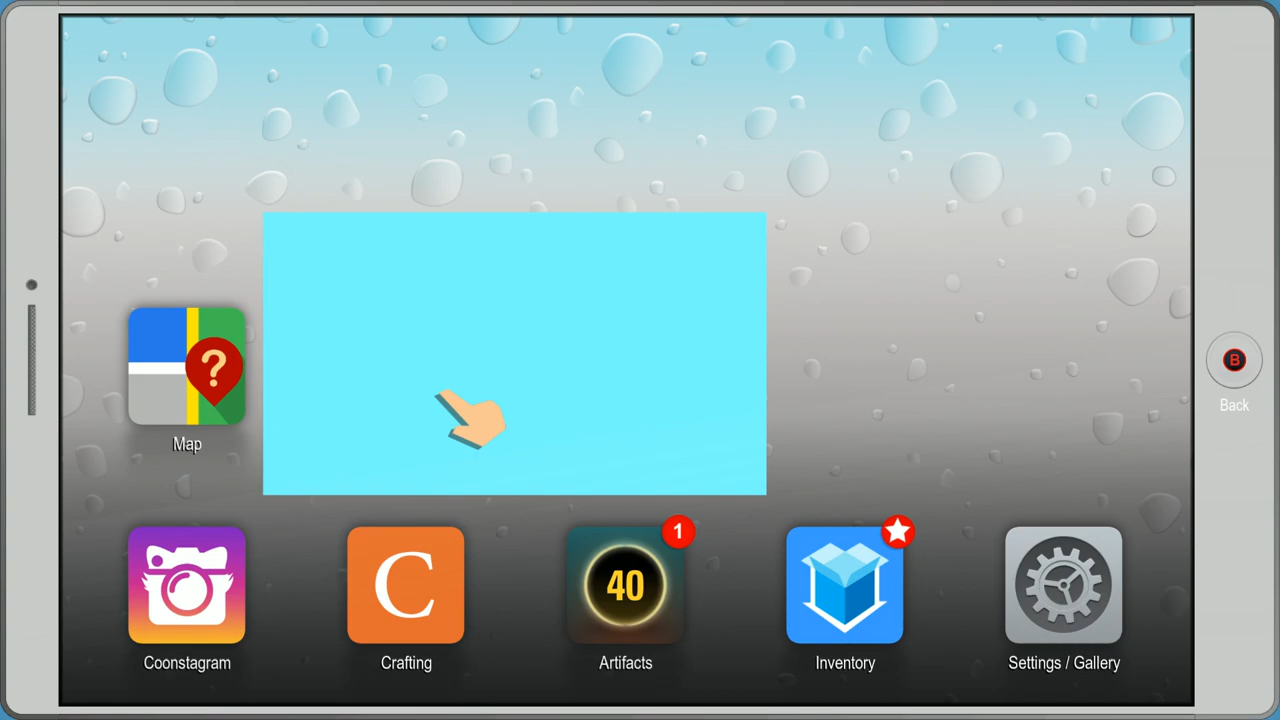 ?
Map
B
Back
1
C
40
Coonstagram
Crafting
Artifacts
Inventory
Settings / Gallery